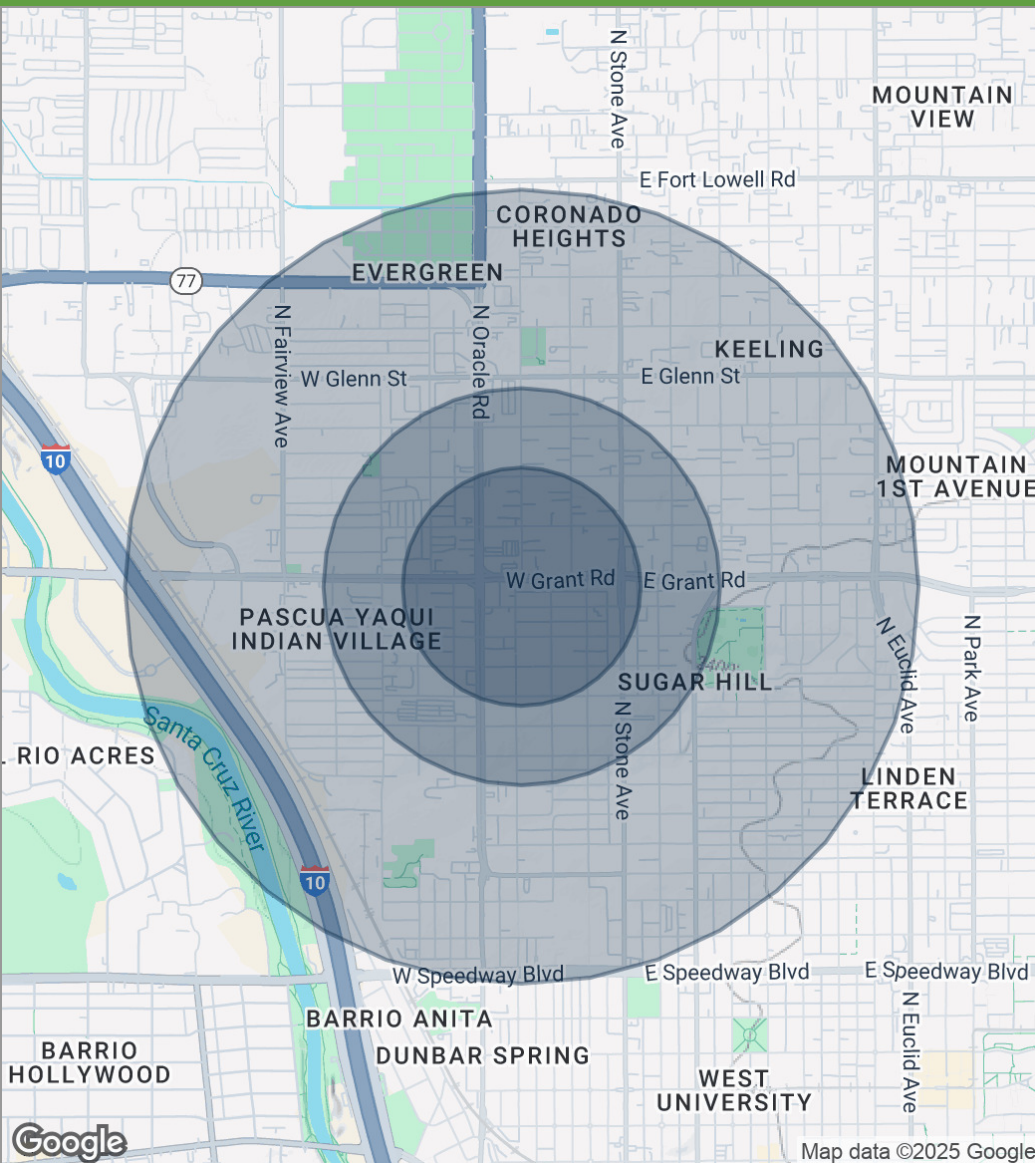 N Stone Ave
MOUNTAIN
VIEW
E Fort Lowell Rd
CORONADO
HEIGHTS
EVERGREEN
77
N Fairview Ave
N Oracle Rd
KEELING
W Glenn St
E Glenn St
10
MOUNTAIN
1ST AVENUE
W Grant Rd
E Grant Rd
PASCUA YAQUI
INDIAN VILLAGE
N Euclid Ave
N Park Ave
SUGAR HILL
N Stone Ave
Santa Cruz River
RIO ACRES
LINDEN
TERRACE
10
W Speedway Blvd
E Speedway Blvd
E Speedway Blvd
N Euclid Ave
BARRIO ANITA
BARRIO
HOLLYWOOD
DUNBAR SPRING
WEST
UNIVERSITY
Google
Map data ©2025 Google